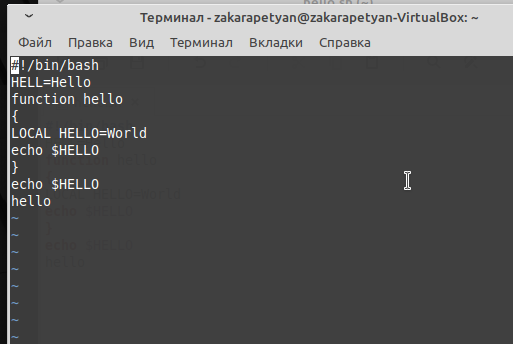 Терминал - zakarapetyan@zakarapetyan-VirtualBox: ~
Файл Правка Вид Терминал Вкладки Справка
#!/bin/bash
HELL=Hello
function hello
{
LOCAL HELLO=World
echo $HELLO
}
echo $HELLO
hello
~
~
~
~
~
~
~
~